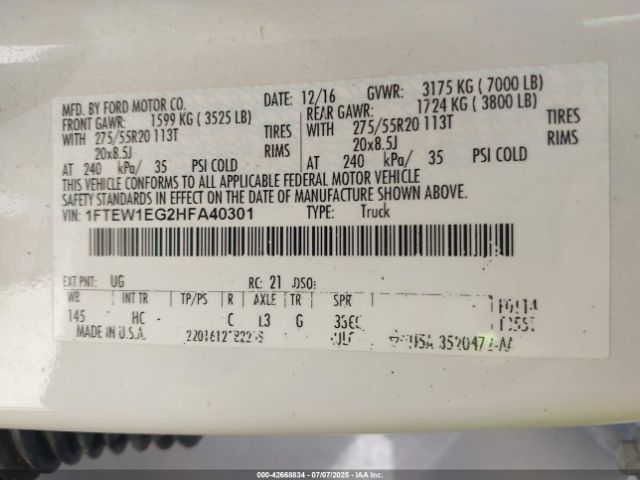 MFD. BY FORD MOTOR CO. DATE: 12/16 GVWR: 3175 KG ( 7000 LB)
FRONT GAWR: 1599 KG ( 3525 LB) REAR GAWR: 1724 KG ( 3800 LB)
WITH 275/55R20 113T TIRES WITH 275/55R20 113T TIRES
20x8.5J RIMS 20x8.5J RIMS
AT 240 kPa/ 35 PSI COLD AT 240 kPa/ 35 PSI COLD
THIS VEHICLE CONFORMS TO ALL APPLICABLE FEDERAL MOTOR VEHICLE
SAFETY STANDARDS IN EFFECT ON THE DATE OF MANUFACTURE SHOWN ABOVE.
VIN: 1FTEW1EG2HFA40301 TYPE: Truck
EXT PNT: UG RC: 21 DSO:
WB INT TR TP/PS R AXLE TR SPR
145 HC C L3 G
MADE IN U.S.A.
000-42668834 - 07/07/2025 - IAA Inc.